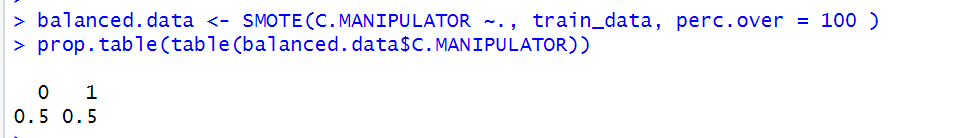 > balanced.data <- SMOTE(C.MANIPULATOR ~., train_data, perc.over = 100 )
> prop.table(table(balanced.data$C.MANIPULATOR))
0 1
0.5 0.5